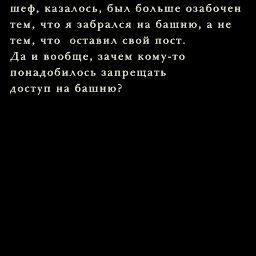 шеф, казалось, был больше озабочен
тем, что я забрался на башню, а не
тем, что  оставил свой пост.
Да и вообще, зачем кому-то
понадобилось запрещать
доступ на башню?